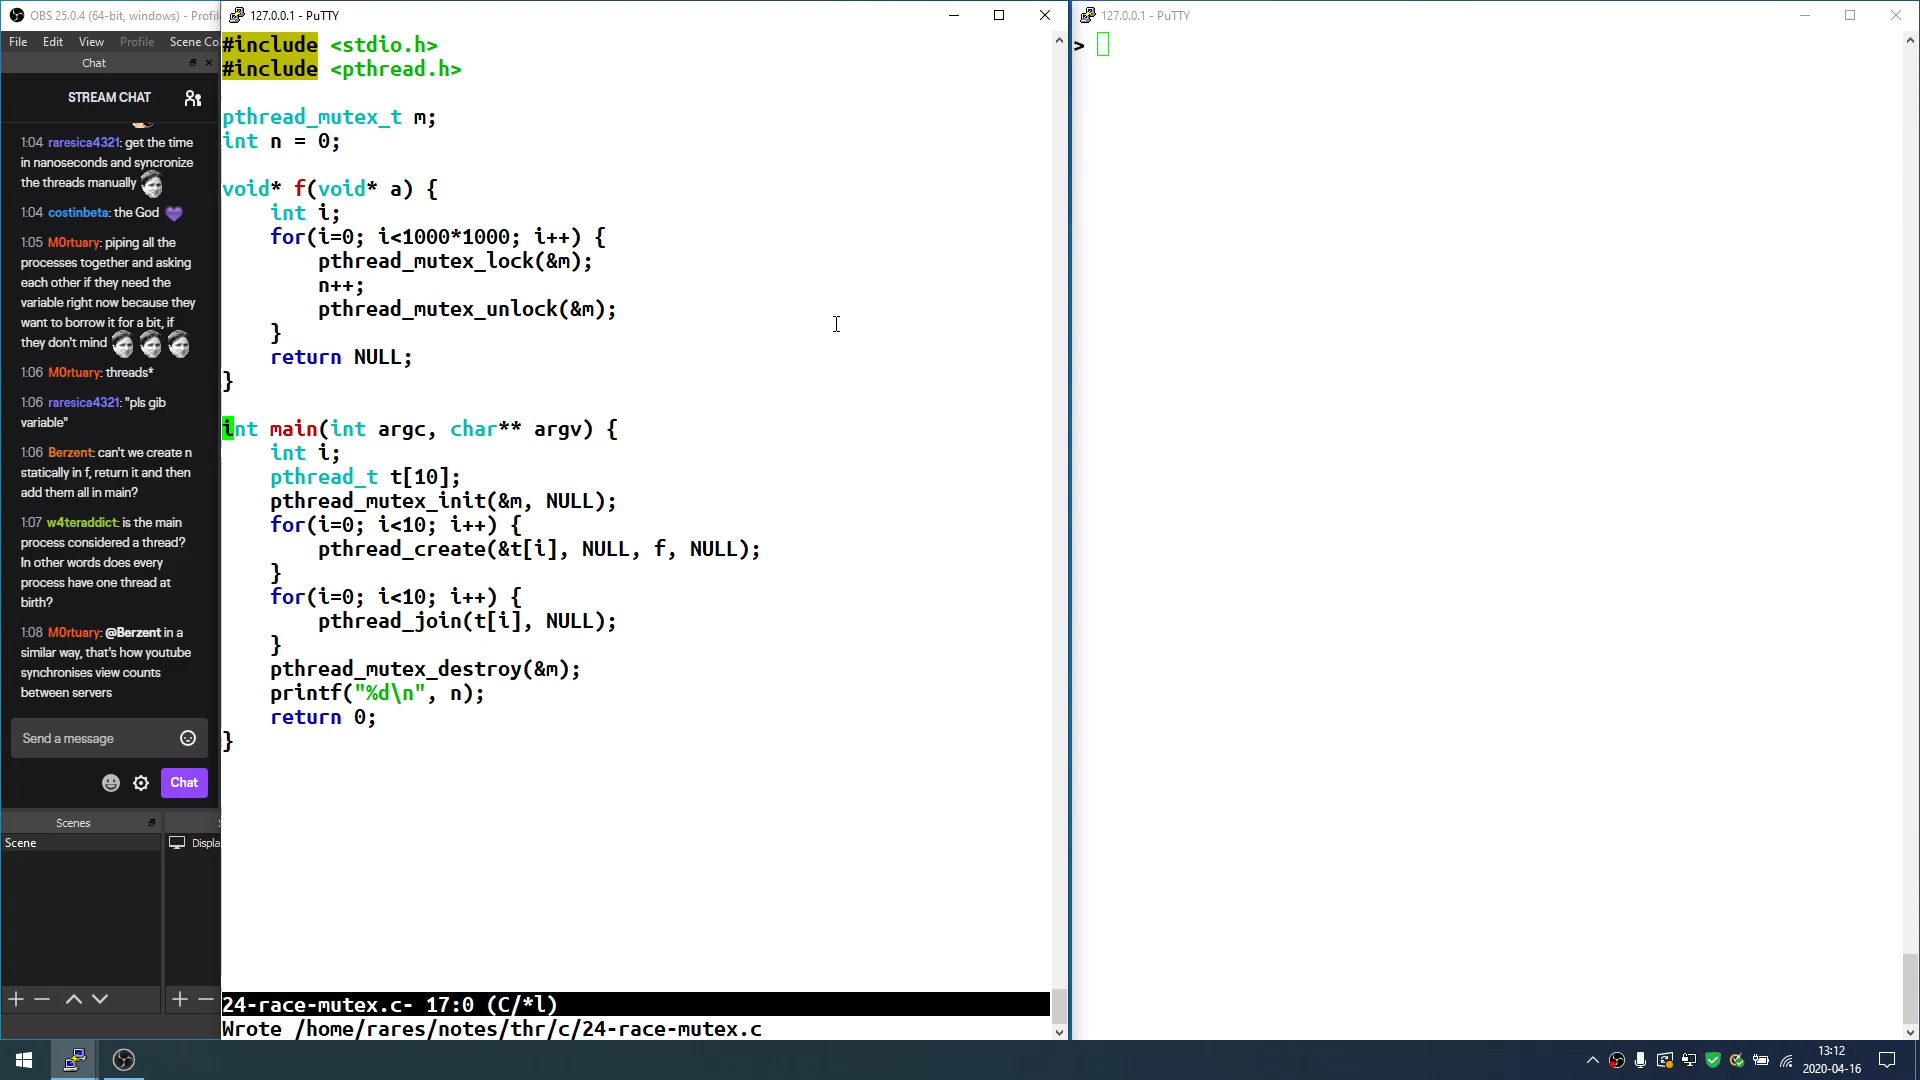 OBS 25.0.4 (64-bit, windows) - Profil
File Edit View Profile Scene Co
Chat
STREAM CHAT
1:04 raresica4321: get the time
in nanoseconds and syncronize
the threads manually
1:04 costinbeta: the God
1:05 M0rtuary: piping all the
processes together and asking
each other if they need the
variable right now because they
want to borrow it for a bit, if
they don't mind
1:06 M0rtuary: threads*
1:06 raresica4321: "pls gib
variable"
1:06 Berzent: can't we create n
statically in f, return it and then
add them all in main?
1:07 w4teraddict: is the main
process considered a thread?
In other words does every
process have one thread at
birth?
1:08 M0rtuary: @Berzent in a
similar way, that's how youtube
synchronises view counts
between servers
Send a message
Chat
Scenes
Scene
Displa
127.0.0.1 - PuTTY
#include <stdio.h>
#include <pthread.h>
pthread_mutex_t m;
int n = 0;
void* f(void* a) {
    int i;
    for(i=0; i<1000*1000; i++) {
        pthread_mutex_lock(&m);
        n++;
        pthread_mutex_unlock(&m);
    }
    return NULL;
}
int main(int argc, char** argv) {
    int i;
    pthread_t t[10];
    pthread_mutex_init(&m, NULL);
    for(i=0; i<10; i++) {
        pthread_create(&t[i], NULL, f, NULL);
    }
    for(i=0; i<10; i++) {
        pthread_join(t[i], NULL);
    }
    pthread_mutex_destroy(&m);
    printf("%d\n", n);
    return 0;
}
24-race-mutex.c- 17:0 (C/*l)
Wrote /home/rares/notes/thr/c/24-race-mutex.c
127.0.0.1 - PuTTY
>
13:12
2020-04-16